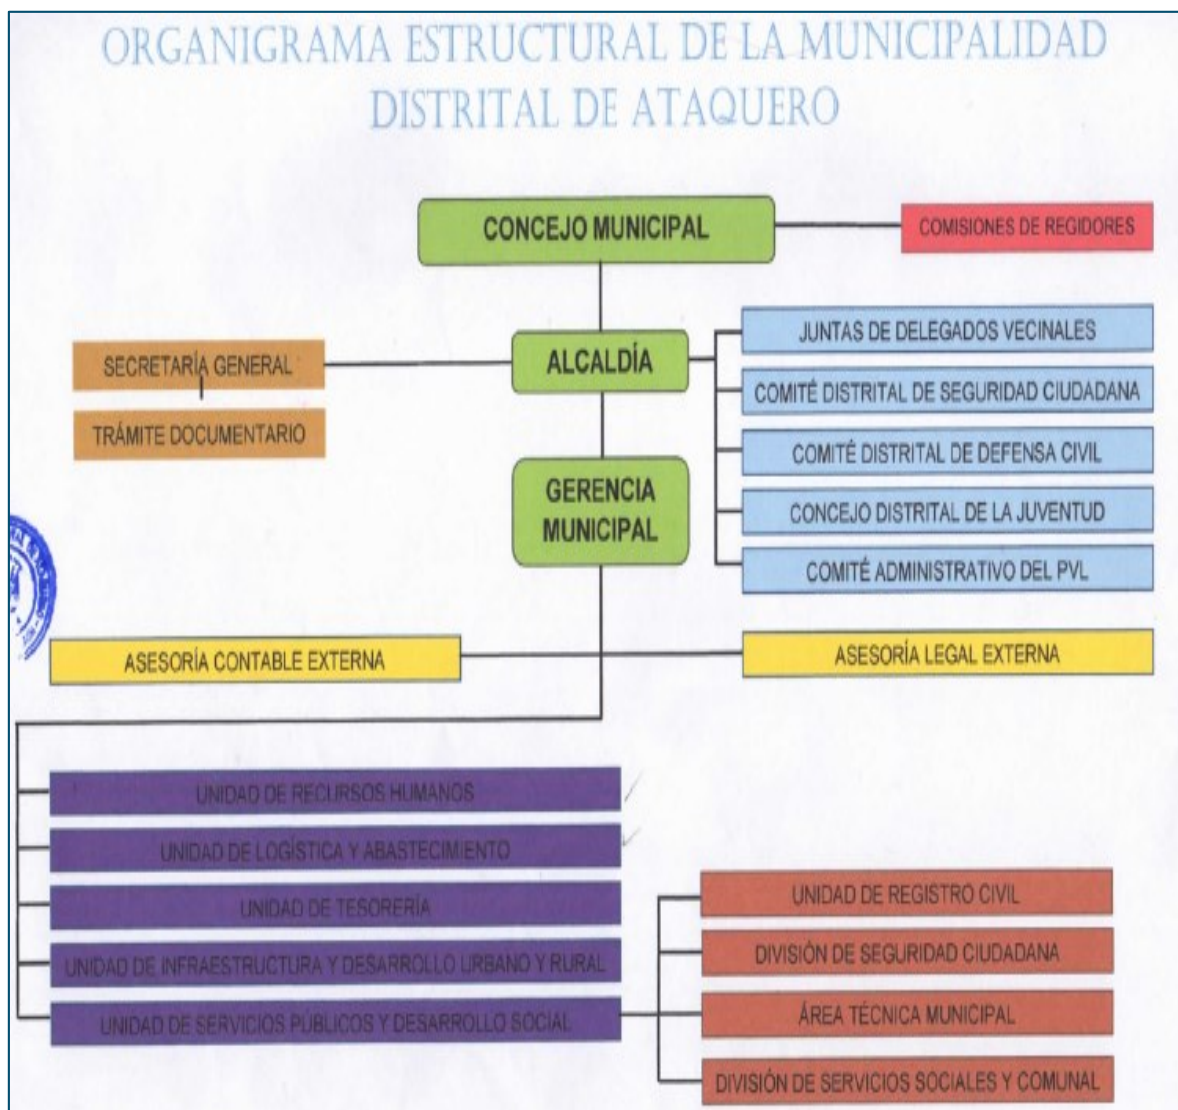 ORGANIGRAMA ESTRUCTURAL DE LA MUNICIPALIDAD
DISTRITAL DE ATAQUERO
CONCEJO MUNICIPAL
COMISIONES DE REGIDORES
ALCALDÍA
SECRETARÍA GENERAL
TRÁMITE DOCUMENTARIO
JUNTAS DE DELEGADOS VECINALES
COMITÉ DISTRITAL DE SEGURIDAD CIUDADANA
COMITÉ DISTRITAL DE DEFENSA CIVIL
CONCEJO DISTRITAL DE LA JUVENTUD
COMITÉ ADMINISTRATIVO DEL PVL
GERENCIA
MUNICIPAL
ASESORÍA CONTABLE EXTERNA
ASESORÍA LEGAL EXTERNA
UNIDAD DE RECURSOS HUMANOS
UNIDAD DE LOGÍSTICA Y ABASTECIMIENTO
UNIDAD DE TESORERÍA
UNIDAD DE INFRAESTRUCTURA Y DESARROLLO URBANO Y RURAL
UNIDAD DE SERVICIOS PÚBLICOS Y DESARROLLO SOCIAL
UNIDAD DE REGISTRO CIVIL
DIVISIÓN DE SEGURIDAD CIUDADANA
ÁREA TÉCNICA MUNICIPAL
DIVISIÓN DE SERVICIOS SOCIALES Y COMUNAL